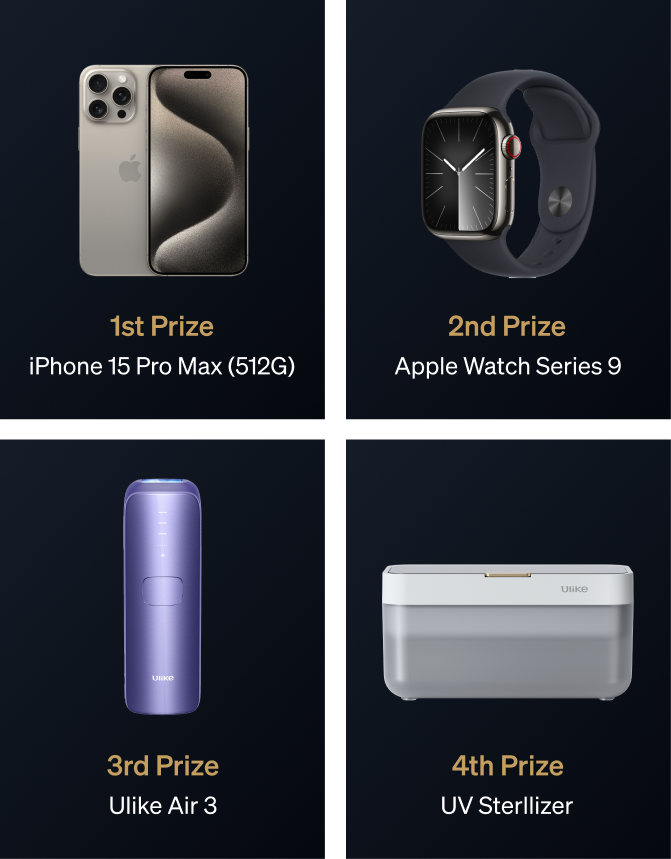 1st Prize
iPhone 15 Pro Max (512G)
2nd Prize
Apple Watch Series 9
Ulike
3rd Prize
Ulike Air 3
Ulike
4th Prize
UV Sterllizer